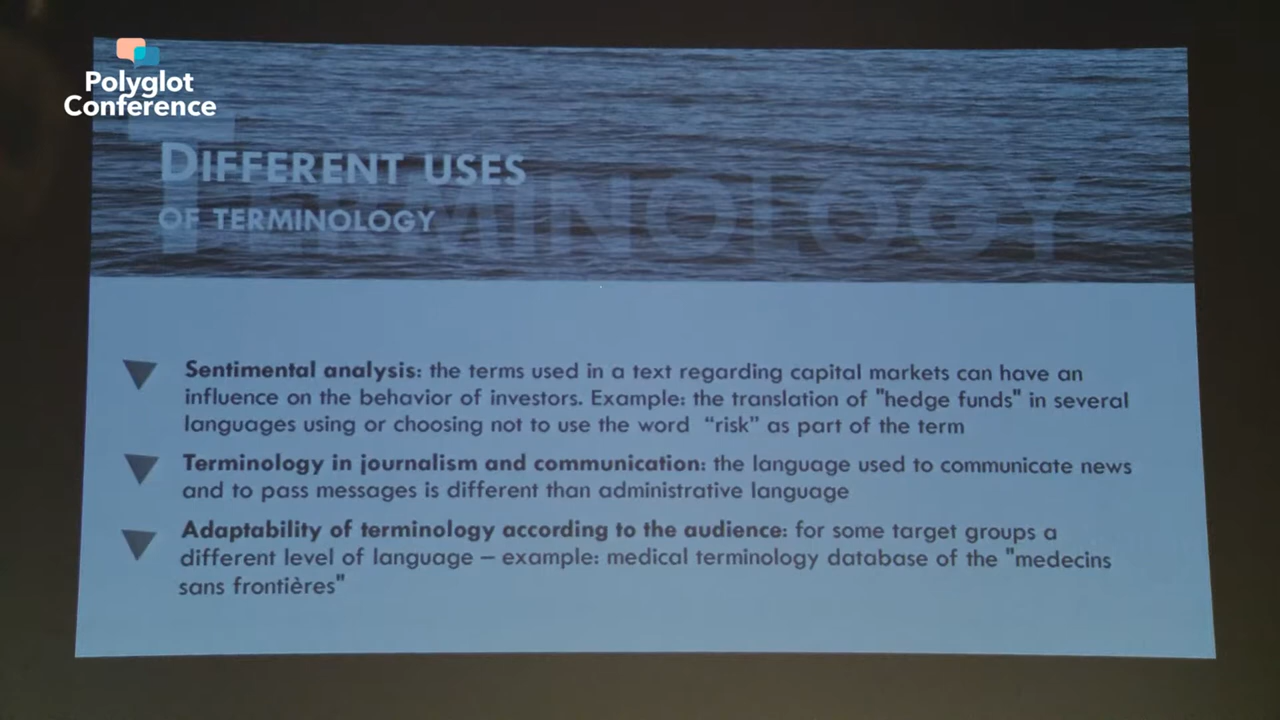 Polyglot
Conference
TERMINOLOGY
DIFFERENT USES
OF TERMINOLOGY
Sentimental analysis: the terms used in a text regarding capital markets can have an
influence on the behavior of investors. Example: the translation of "hedge funds" in several
languages using or choosing not to use the word “risk” as part of the term
Terminology in journalism and communication: the language used to communicate news
and to pass messages is different than administrative language
Adaptability of terminology according to the audience: for some target groups a
different level of language – example: medical terminology database of the "medecins
sans frontières"